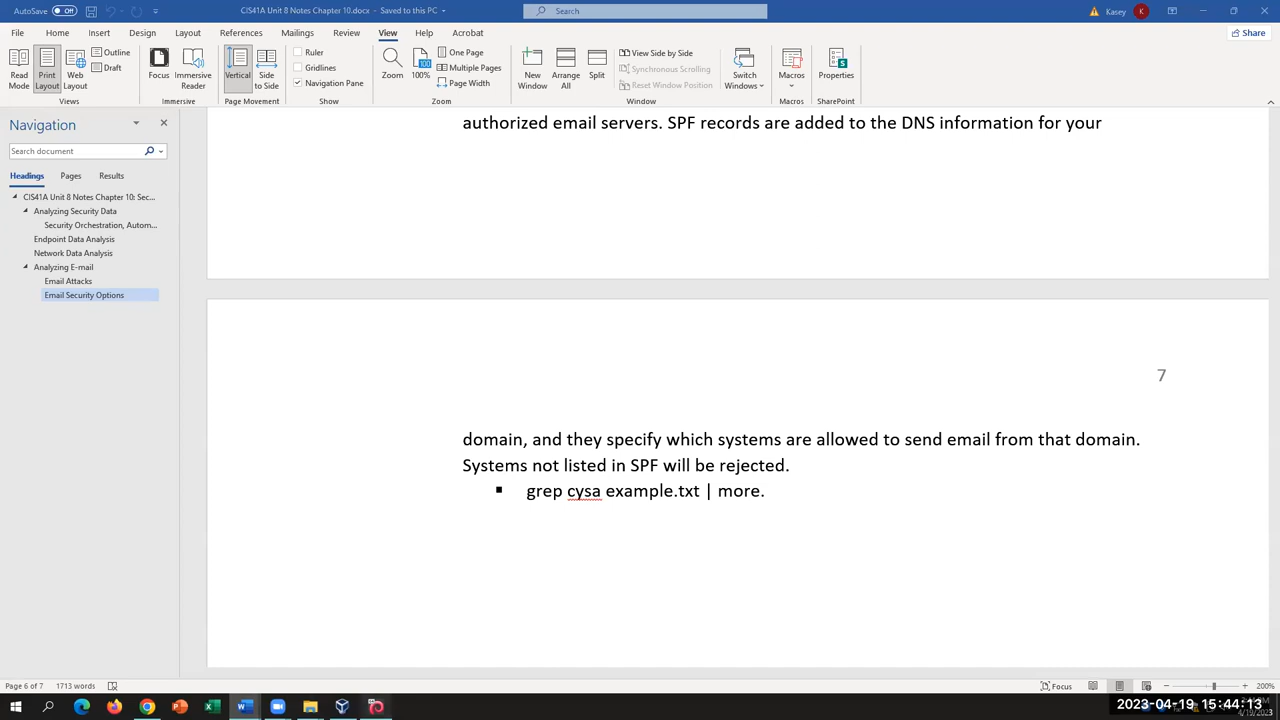 AutoSave Off CIS41A Unit 8 Notes Chapter 10.docx - Saved to this PC Search Kasey K
File Home Insert Design Layout References Mailings Review View Help Acrobat Share
Read Mode Print Layout Web Layout Outline Draft Focus Immersive Reader Vertical Side to Side Ruler Gridlines Navigation Pane Zoom 100% One Page Multiple Pages Page Width New Window Arrange All Split View Side by Side Synchronous Scrolling Reset Window Position Switch Windows Macros Properties
Views Immersive Page Movement Show Zoom Window Macros SharePoint
Navigation
Search document
Headings Pages Results
CIS41A Unit 8 Notes Chapter 10: Sec...
Analyzing Security Data
Security Orchestration, Autom...
Endpoint Data Analysis
Network Data Analysis
Analyzing E-mail
Email Attacks
Email Security Options
authorized email servers. SPF records are added to the DNS information for your
7
domain, and they specify which systems are allowed to send email from that domain.
Systems not listed in SPF will be rejected.
▪ grep cysa example.txt | more.
Page 6 of 7 1713 words Focus 200%
2023-04-19 15:44:13